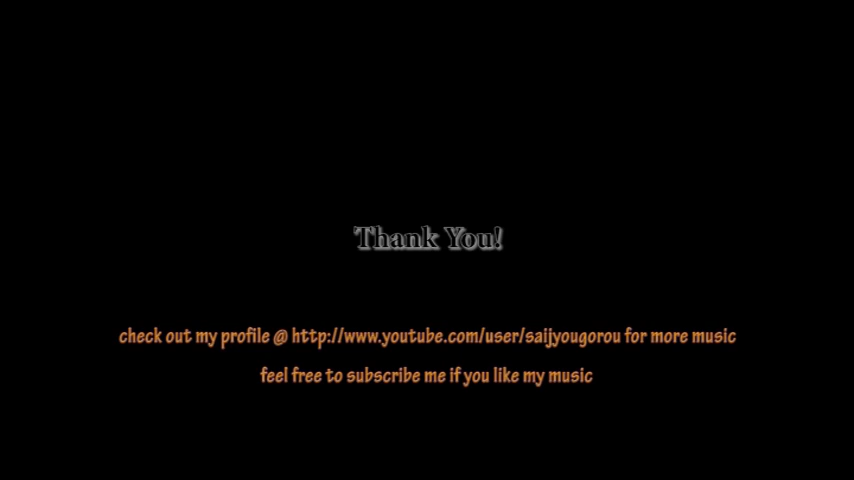 Thank You!
check out my profile @ http://www.youtube.com/user/saijyougorou for more music
feel free to subscribe me if you like my music